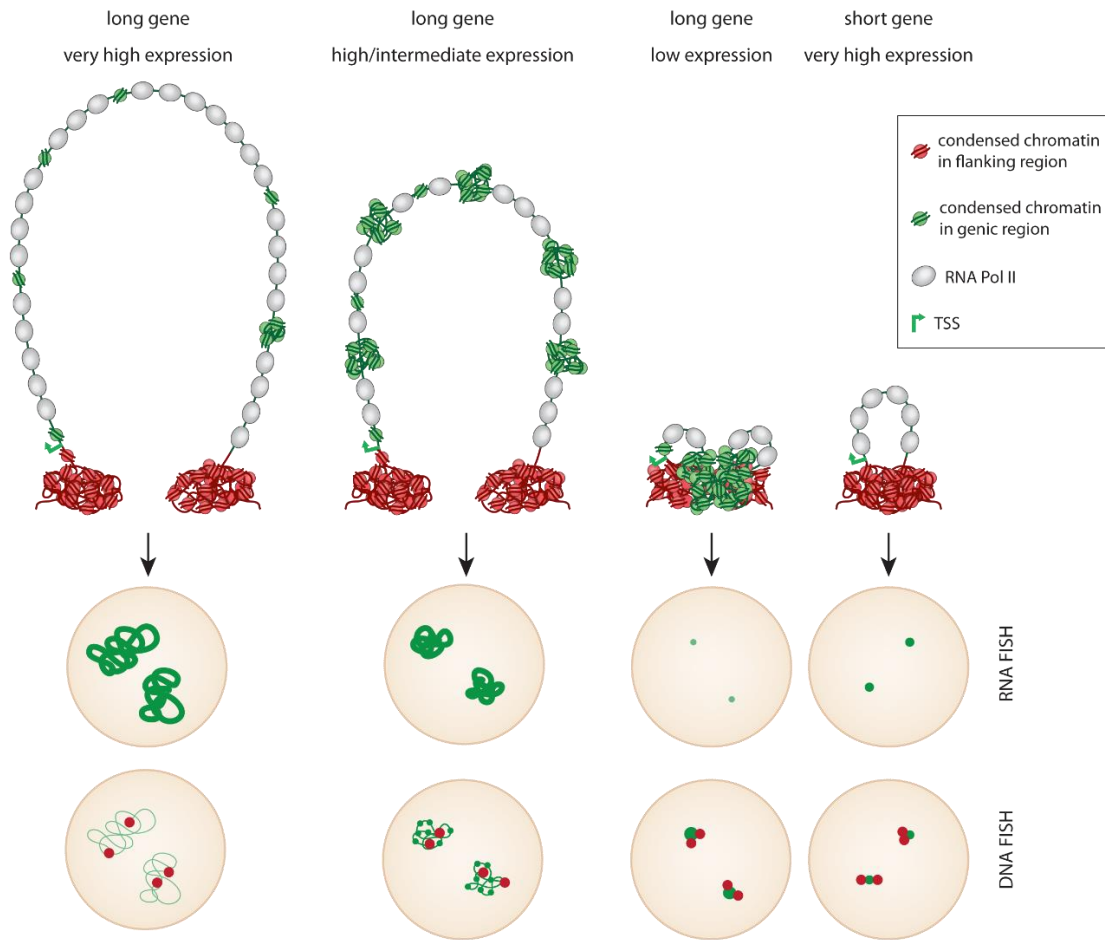 long gene
very high expression
long gene
high/intermediate expression
long gene
low expression
short gene
very high expression
condensed chromatin
in flanking region
condensed chromatin
in genic region
RNA Pol II
TSS
RNA FISH
DNA FISH